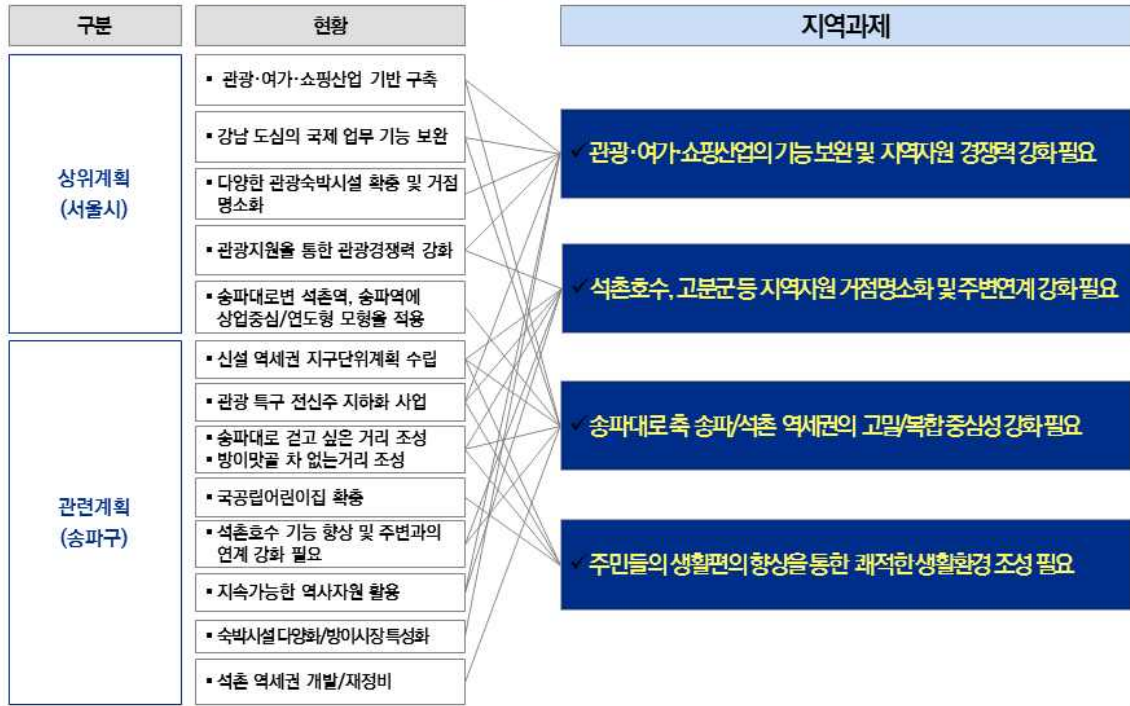 구분
현황
지역과제
상위계획
(서울시)
▪ 관광·여가·쇼핑산업 기반 구축
▪ 강남 도심의 국제 업무 기능 보완
▪ 다양한 관광숙박시설 확충 및 거점
명소화
▪ 관광지원을 통한 관광경쟁력 강화
▪ 송파대로변 석촌역, 송파역에
상업중심/연도형 모형을 적용
관련계획
(송파구)
▪ 신설 역세권 지구단위계획 수립
▪ 관광 특구 전신주 지하화 사업
▪ 송파대로 걷고 싶은 거리 조성
▪ 방이맛골 차 없는거리 조성
▪ 국공립어린이집 확충
▪ 석촌호수 기능 향상 및 주변과의
연계 강화 필요
▪ 지속가능한 역사자원 활용
▪ 숙박시설다양화/방이시장특성화
▪ 석촌 역세권 개발/재정비
✓ 관광·여가·쇼핑산업의 기능 보완 및 지역자원 경쟁력 강화 필요
✓ 석촌호수, 고분군 등 지역자원 거점명소화 및 주변연계 강화 필요
✓ 송파대로 축 송파/석촌 역세권의 고밀/복합 중심성 강화 필요
✓ 주민들의 생활편의 향상을 통한 쾌적한 생활환경 조성 필요